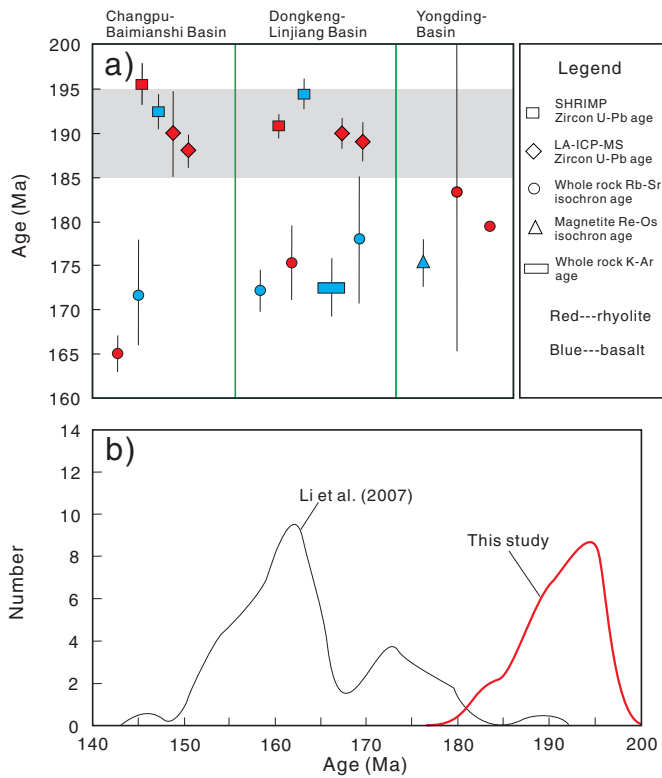 Changpu-
Baimianshi Basin
Dongkeng-
Linjiang Basin
Yongding-
Basin
200
195
190
185
180
175
170
165
160
Age (Ma)
a)
Legend
SHRIMP
Zircon U-Pb age
LA-ICP-MS
Zircon U-Pb age
Whole rock Rb-Sr
isochron age
Magnetite Re-Os
isochron age
Whole rock K-Ar
age
Red---rhyolite
Blue---basalt
14
12
10
8
6
4
2
0
Number
b)
Li et al. (2007)
This study
140
150
160
170
180
190
200
Age (Ma)